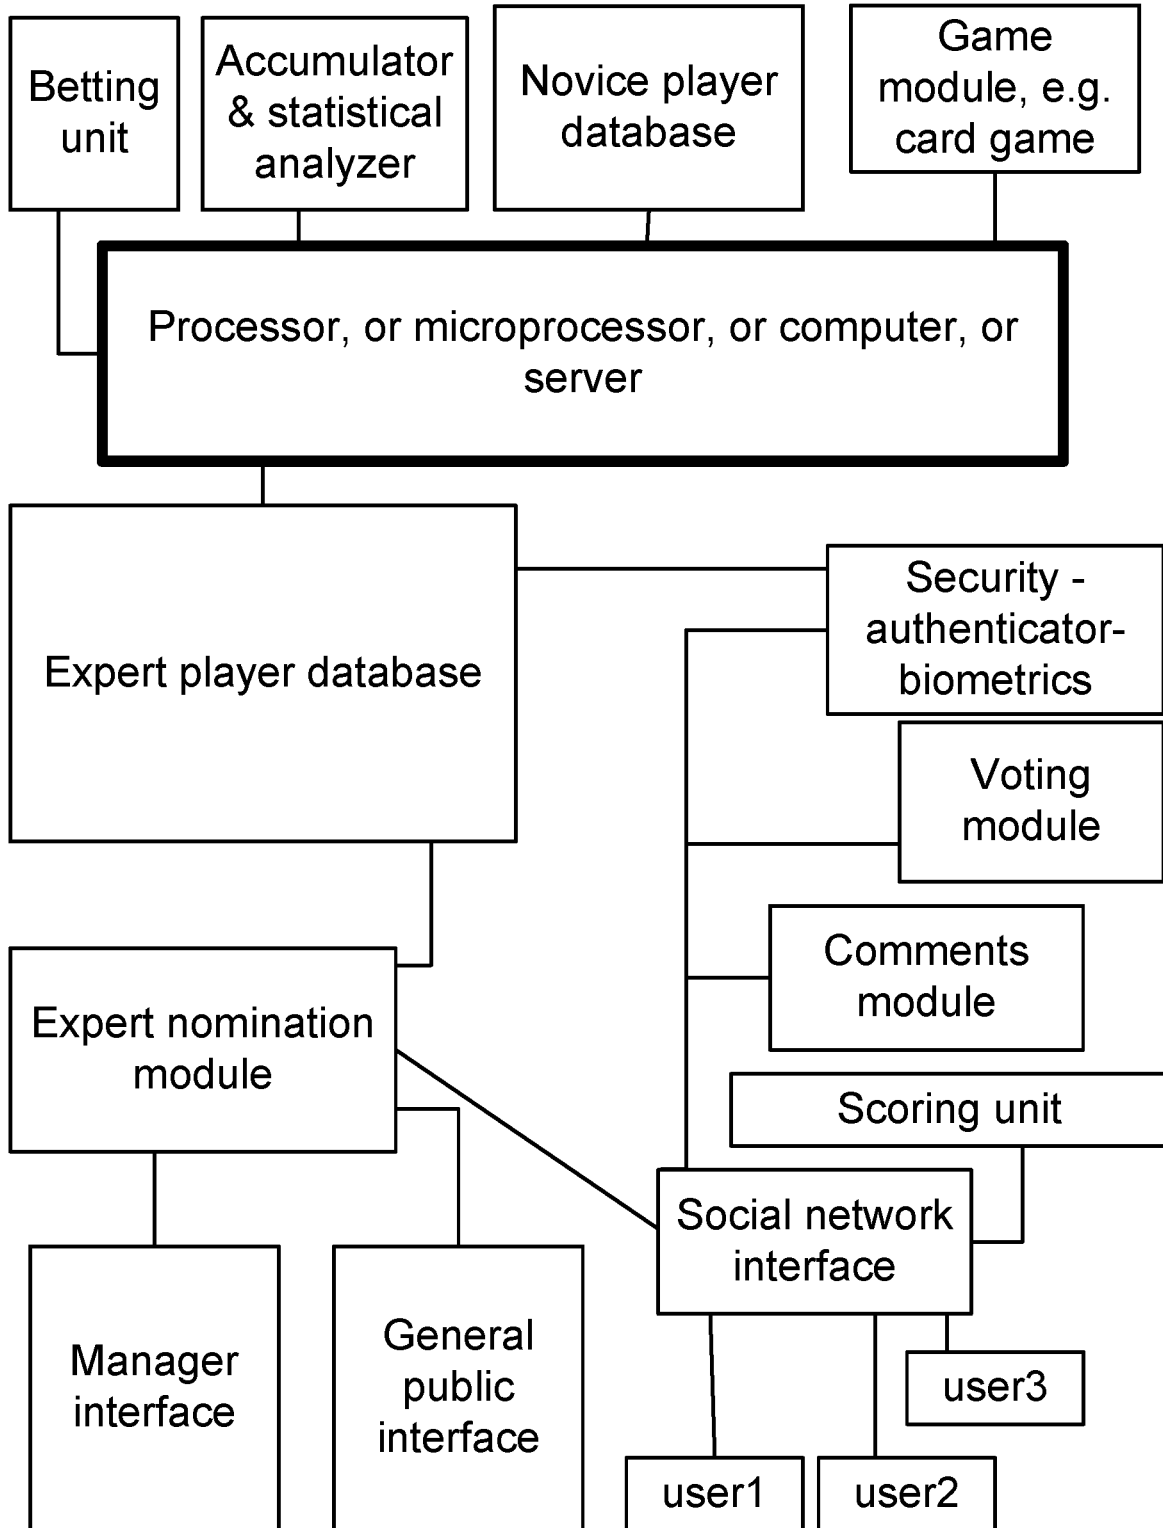 Betting
unit
Accumulator
& statistical
analyzer
Novice player
database
Game
module, e.g.
card game
Processor, or microprocessor, or computer, or
server
Expert player database
Security -
authenticator-
biometrics
Voting
module
Comments
module
Expert nomination
module
Scoring unit
Social network
interface
Manager
interface
General
public
interface
user3
user1
user2